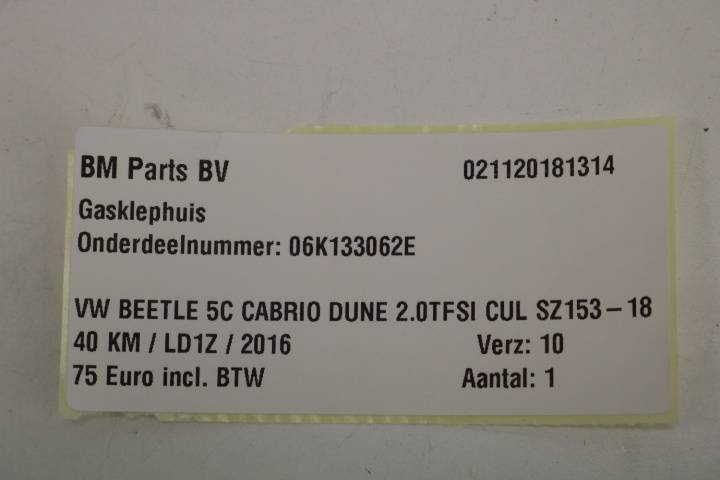 BM Parts BV 021120181314
Gasklephuis
Onderdeelnummer: 06K133062E
VW BEETLE 5C CABRIO DUNE 2.0TFSI CUL SZ153-18
40 KM / LD1Z / 2016 Verz: 10
75 Euro incl. BTW Aantal: 1